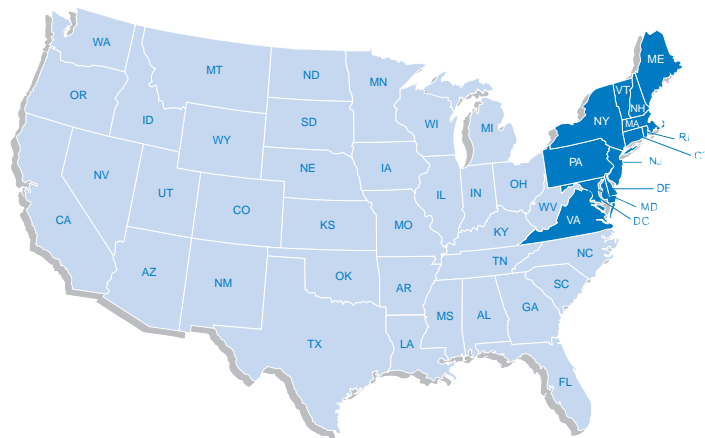 WA
MT
ND
MN
ME
VT
NH
OR
ID
SD
WI
MI
NY
MA
RI
WY
CT
NJ
PA
NE
IA
NV
UT
CO
IL
IN
OH
DE
MD
WV
VA
DC
CA
KS
MO
KY
NC
TN
AZ
NM
OK
AR
SC
MS
AL
GA
TX
LA
FL